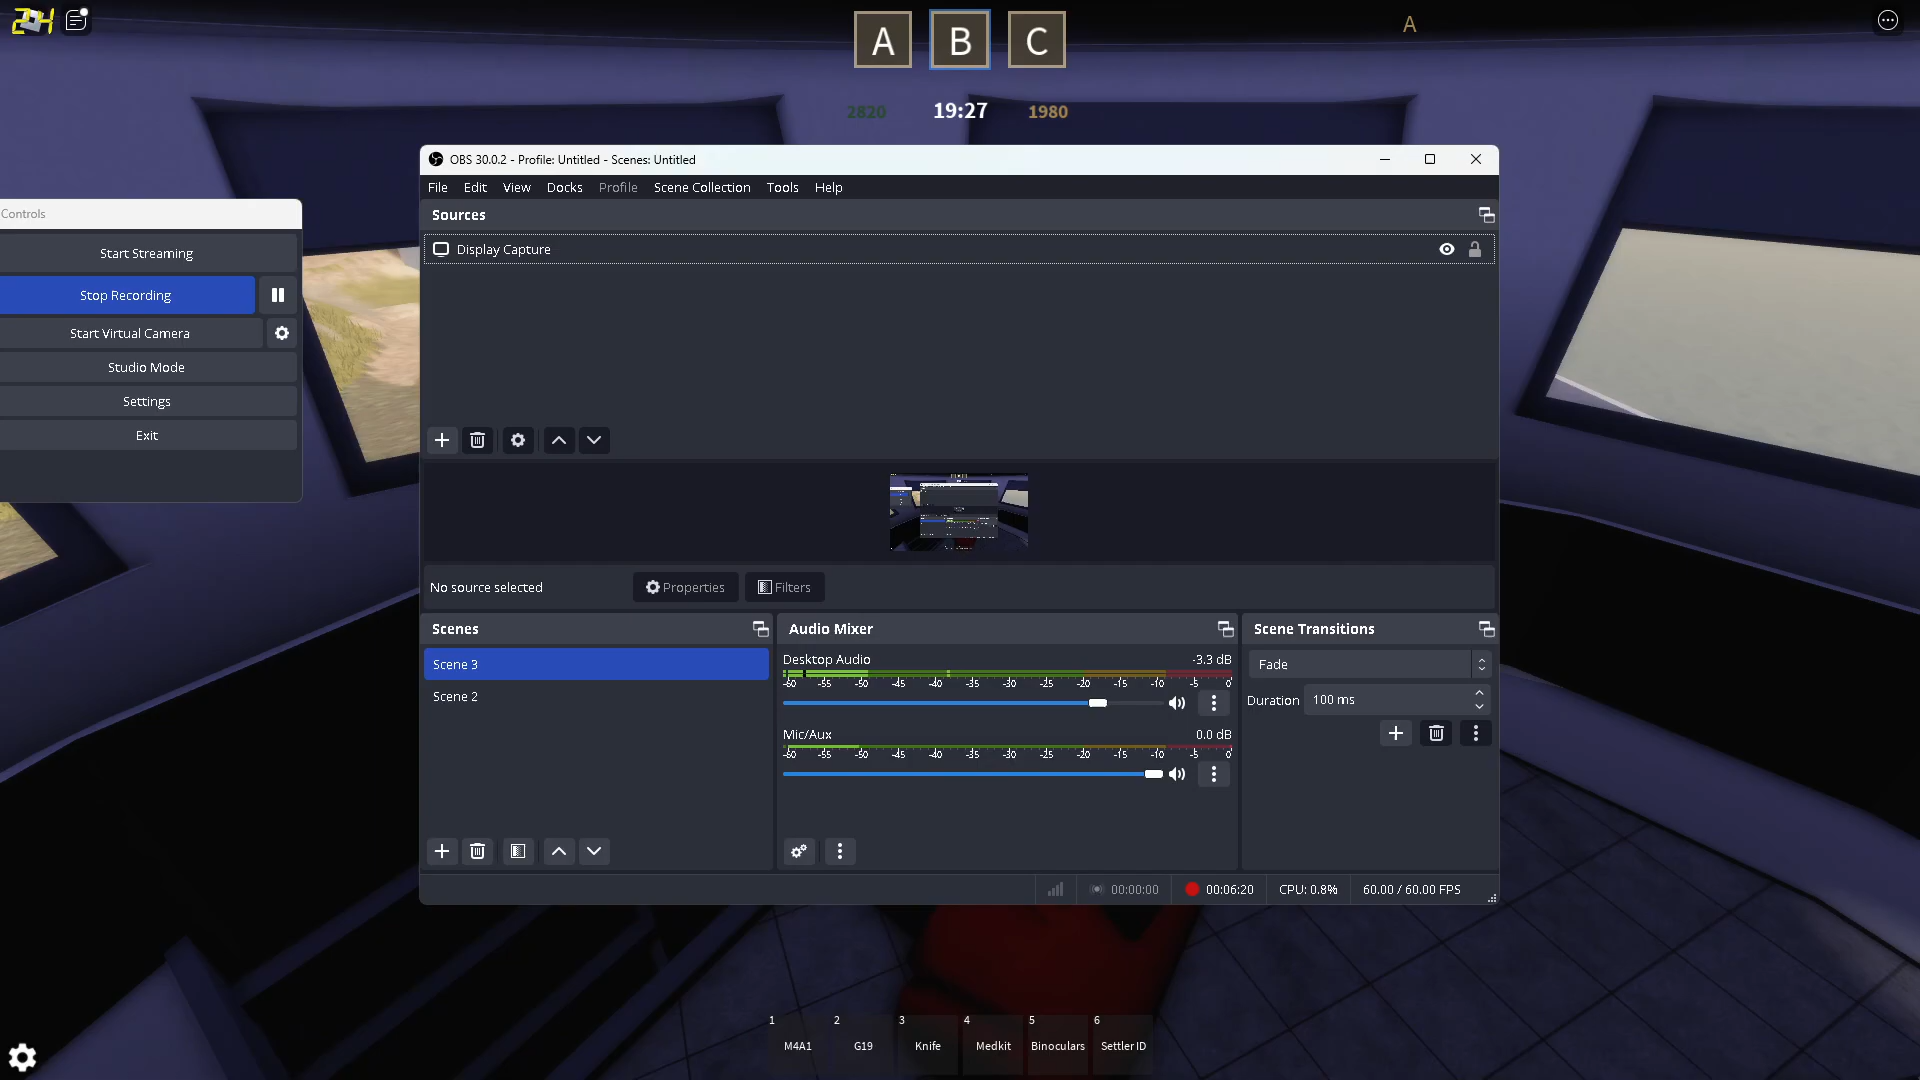 24
A B C
A
2820 19:27 1980
OBS 30.0.2 - Profile: Untitled - Scenes: Untitled
File Edit View Docks Profile Scene Collection Tools Help
Sources
Display Capture
Controls
Start Streaming
Stop Recording
Start Virtual Camera
Studio Mode
Settings
Exit
No source selected Properties Filters
Scenes
Scene 3
Scene 2
Audio Mixer
Desktop Audio -3.3 dB
-60 -55 -50 -45 -40 -35 -30 -25 -20 -15 -10 -5 0
Mic/Aux 0.0 dB
-60 -55 -50 -45 -40 -35 -30 -25 -20 -15 -10 -5 0
Scene Transitions
Fade
Duration 100 ms
00:00:00 00:06:20 CPU: 0.8% 60.00 / 60.00 FPS
1 2 3 4 5 6
M4A1 G19 Knife Medkit Binoculars Settler ID